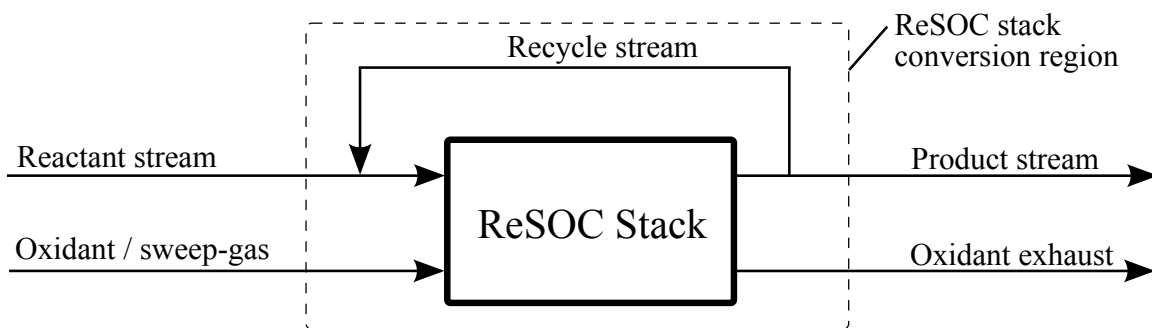 ReSOC stack
conversion region
Recycle stream
Reactant stream
Product stream
ReSOC Stack
Oxidant / sweep-gas
Oxidant exhaust